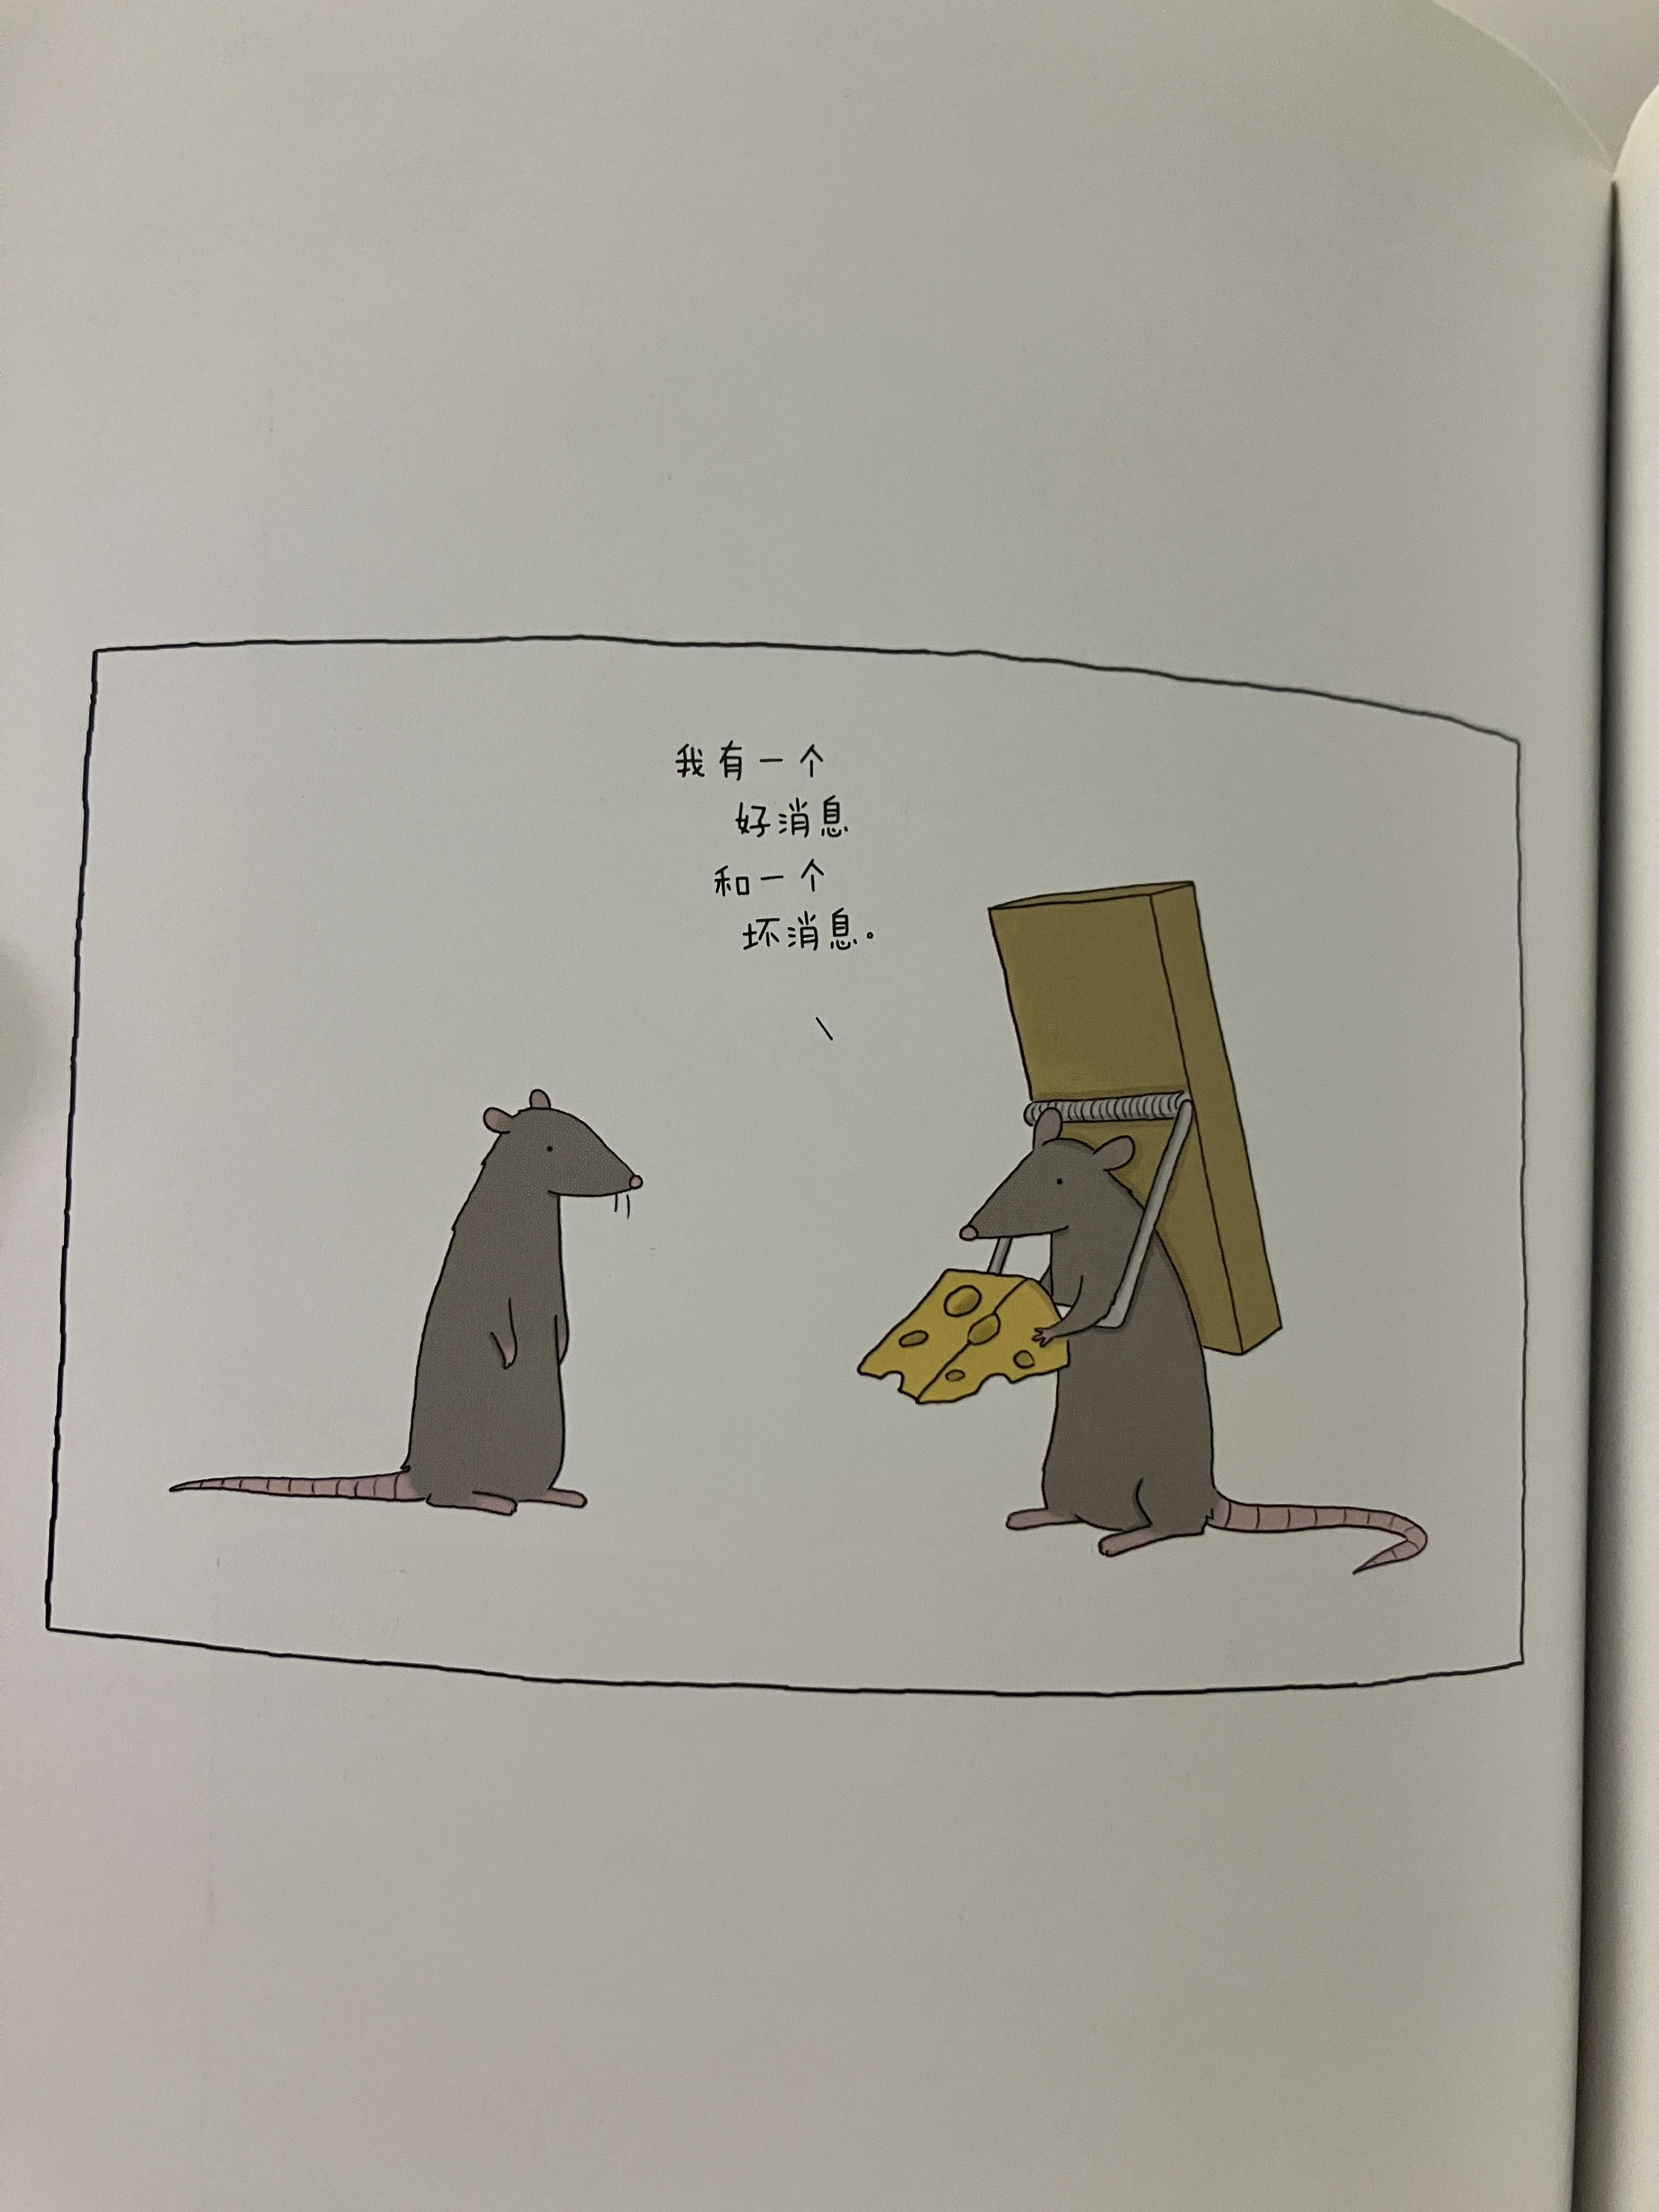 我有一个
好消息
和一个
坏消息。